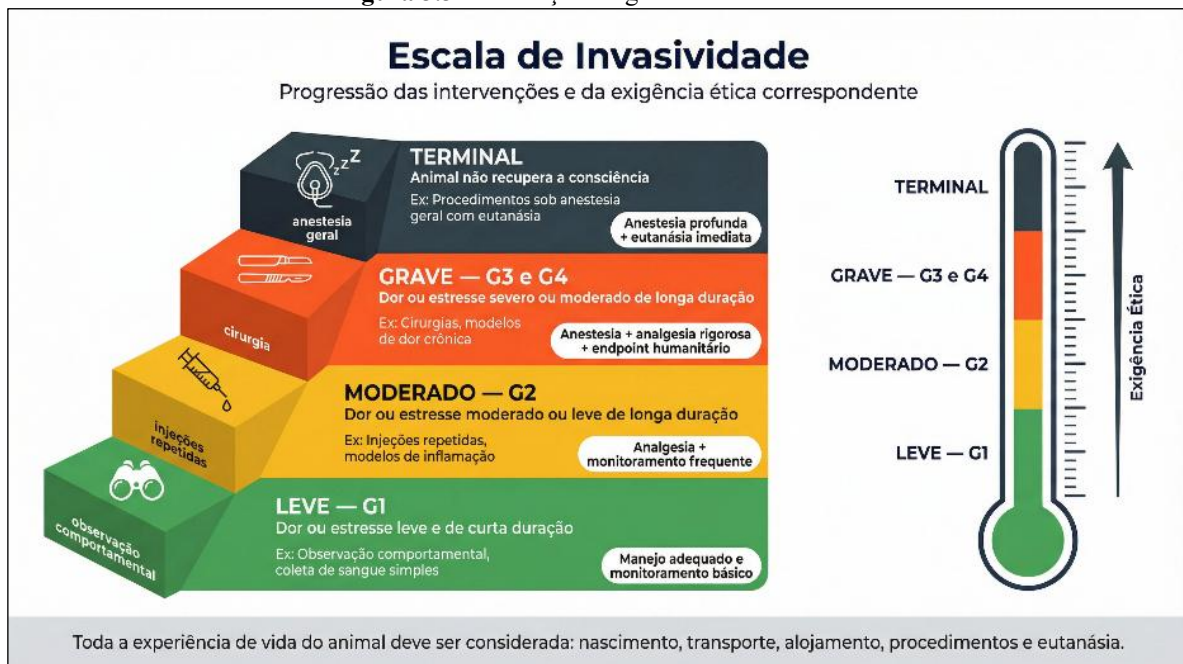 Escala de Invasividade
Progressão das intervenções e da exigência ética correspondente
zzZ
anestesia
geral
TERMINAL
Animal não recupera a consciência
Ex: Procedimentos sob anestesia
geral com eutanásia
Anestesia profunda
+ eutanásia imediata
cirurgia
GRAVE — G3 e G4
Dor ou estresse severo ou moderado de longa duração
Ex: Cirurgias, modelos
de dor crônica
Anestesia + analgesia rigorosa
+ endpoint humanitário
injeções
repetidas
MODERADO — G2
Dor ou estresse moderado ou leve de longa duração
Ex: Injeções repetidas,
modelos de inflamação
Analgesia +
monitoramento frequente
observação
comportamental
LEVE — G1
Dor ou estresse leve e de curta duração
Ex: Observação comportamental,
coleta de sangue simples
Manejo adequado e
monitoramento básico
TERMINAL
GRAVE — G3 e G4
MODERADO — G2
LEVE — G1
Exigência Ética
Toda a experiência de vida do animal deve ser considerada: nascimento, transporte, alojamento, procedimentos e eutanásia.